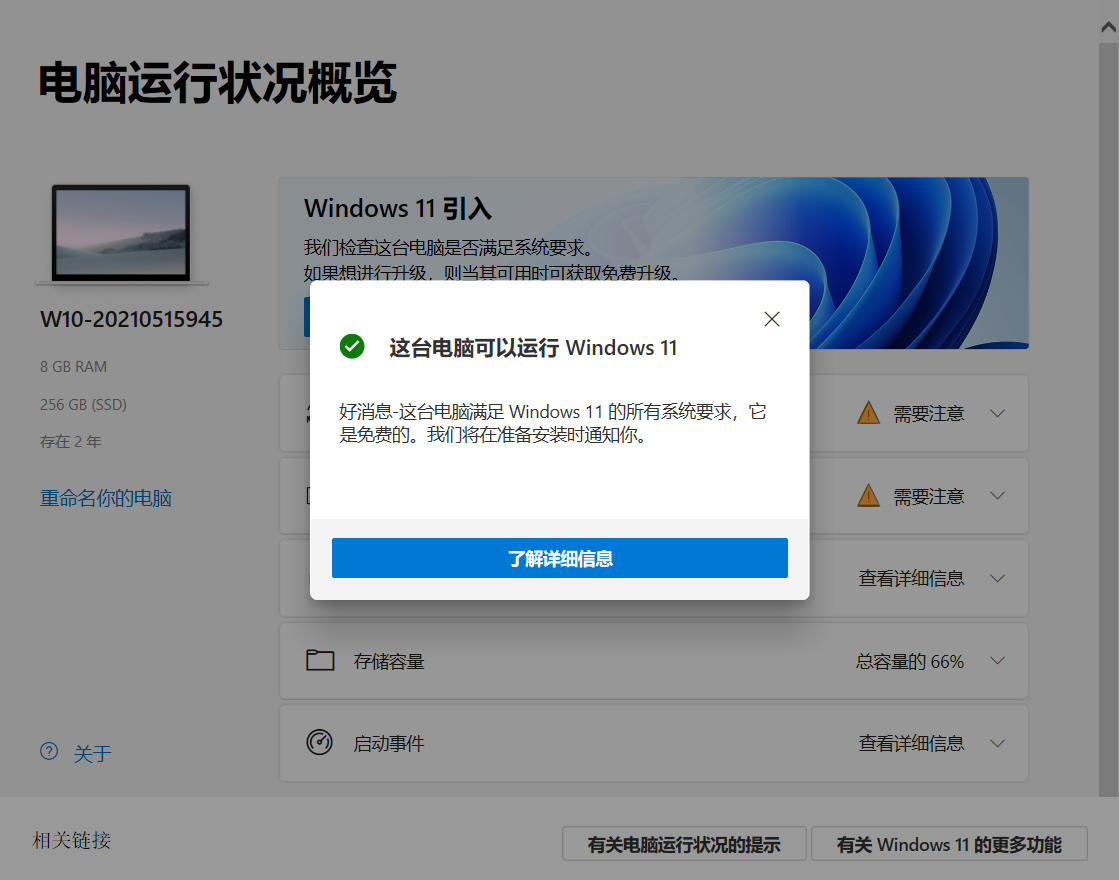 电脑运行状况概览
Windows 11 引入
我们检查这台电脑是否满足系统要求。
如果想进行升级，则当其可用时可获取免费升级。
W10-20210515945
8 GB RAM
256 GB (SSD)
存在 2 年
重命名你的电脑
这台电脑可以运行 Windows 11
好消息-这台电脑满足 Windows 11 的所有系统要求，它
是免费的。我们将在准备安装时通知你。
了解详细信息
需要注意
需要注意
查看详细信息
存储容量
总容量的 66%
启动事件
查看详细信息
关于
相关链接
有关电脑运行状况的提示
有关 Windows 11 的更多功能